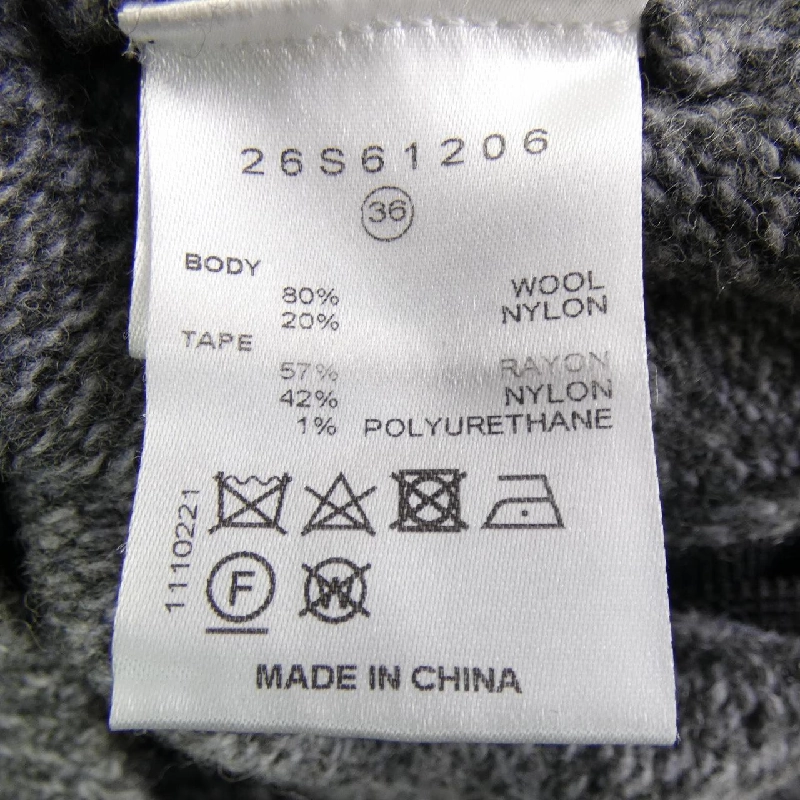 26S61206
36
BODY
80% WOOL
20% NYLON
TAPE
57% RAYON
42% NYLON
1% POLYURETHANE
1110221
F
W
MADE IN CHINA